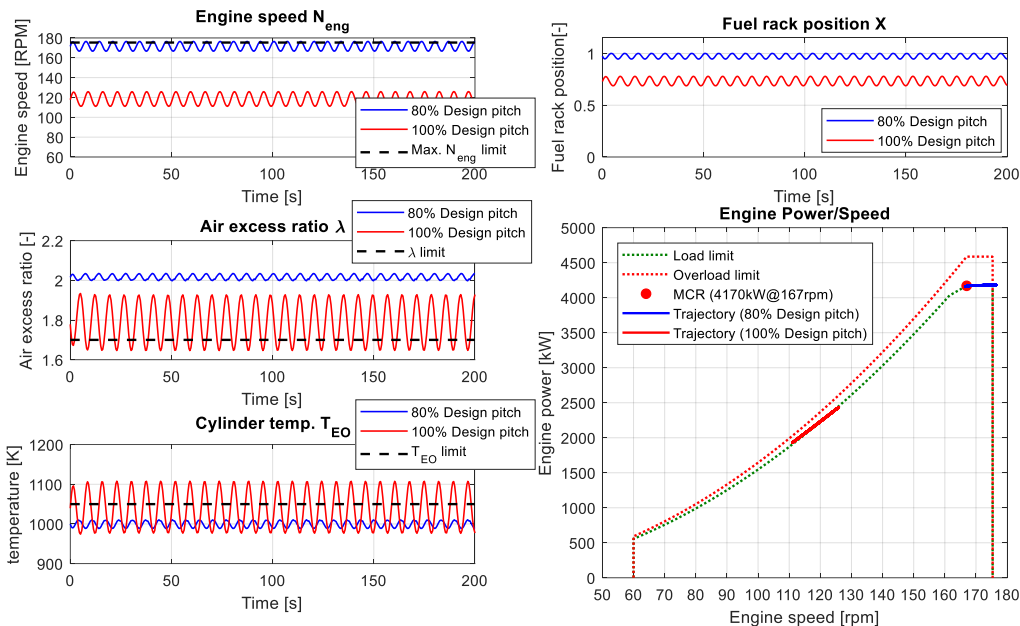 Engine speed N_eng
Engine speed [RPM]
180
160
140
120
100
80
60
0
50
100
150
200
Time [s]
80% Design pitch
100% Design pitch
Max. N_eng limit
Fuel rack position X
Fuel rack position[-]
1
0.5
0
0
50
100
150
200
Time [s]
80% Design pitch
100% Design pitch
Air excess ratio λ
Air excess ratio [-]
2.2
2
1.8
1.6
0
50
100
150
200
Time [s]
80% Design pitch
100% Design pitch
λ limit
Cylinder temp. T_EO
temperature [K]
1200
1100
1000
900
0
50
100
150
200
Time [s]
80% Design pitch
100% Design pitch
T_EO limit
Engine Power/Speed
Engine power [kW]
5000
4500
4000
3500
3000
2500
2000
1500
1000
500
0
50
60
70
80
90
100
110
120
130
140
150
160
170
180
Engine speed [rpm]
Load limit
Overload limit
MCR (4170kW@167rpm)
Trajectory (80% Design pitch)
Trajectory (100% Design pitch)